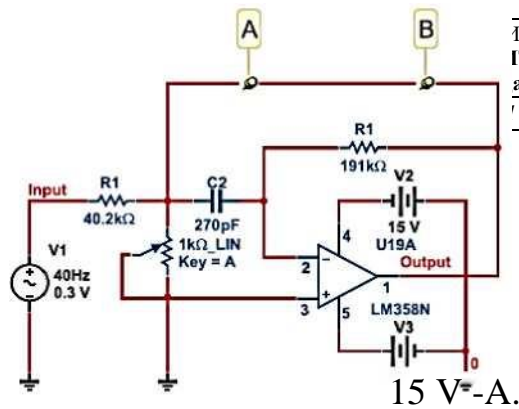 A
B
R1
191kΩ
V2
15 V
Input
R1
40.2kΩ
C2
270pF
4
U19A
V1
40Hz
0.3 V
1kΩ_LIN
Key = A
2
1
Output
3
5
LM358N
V3
0
15 V -A.